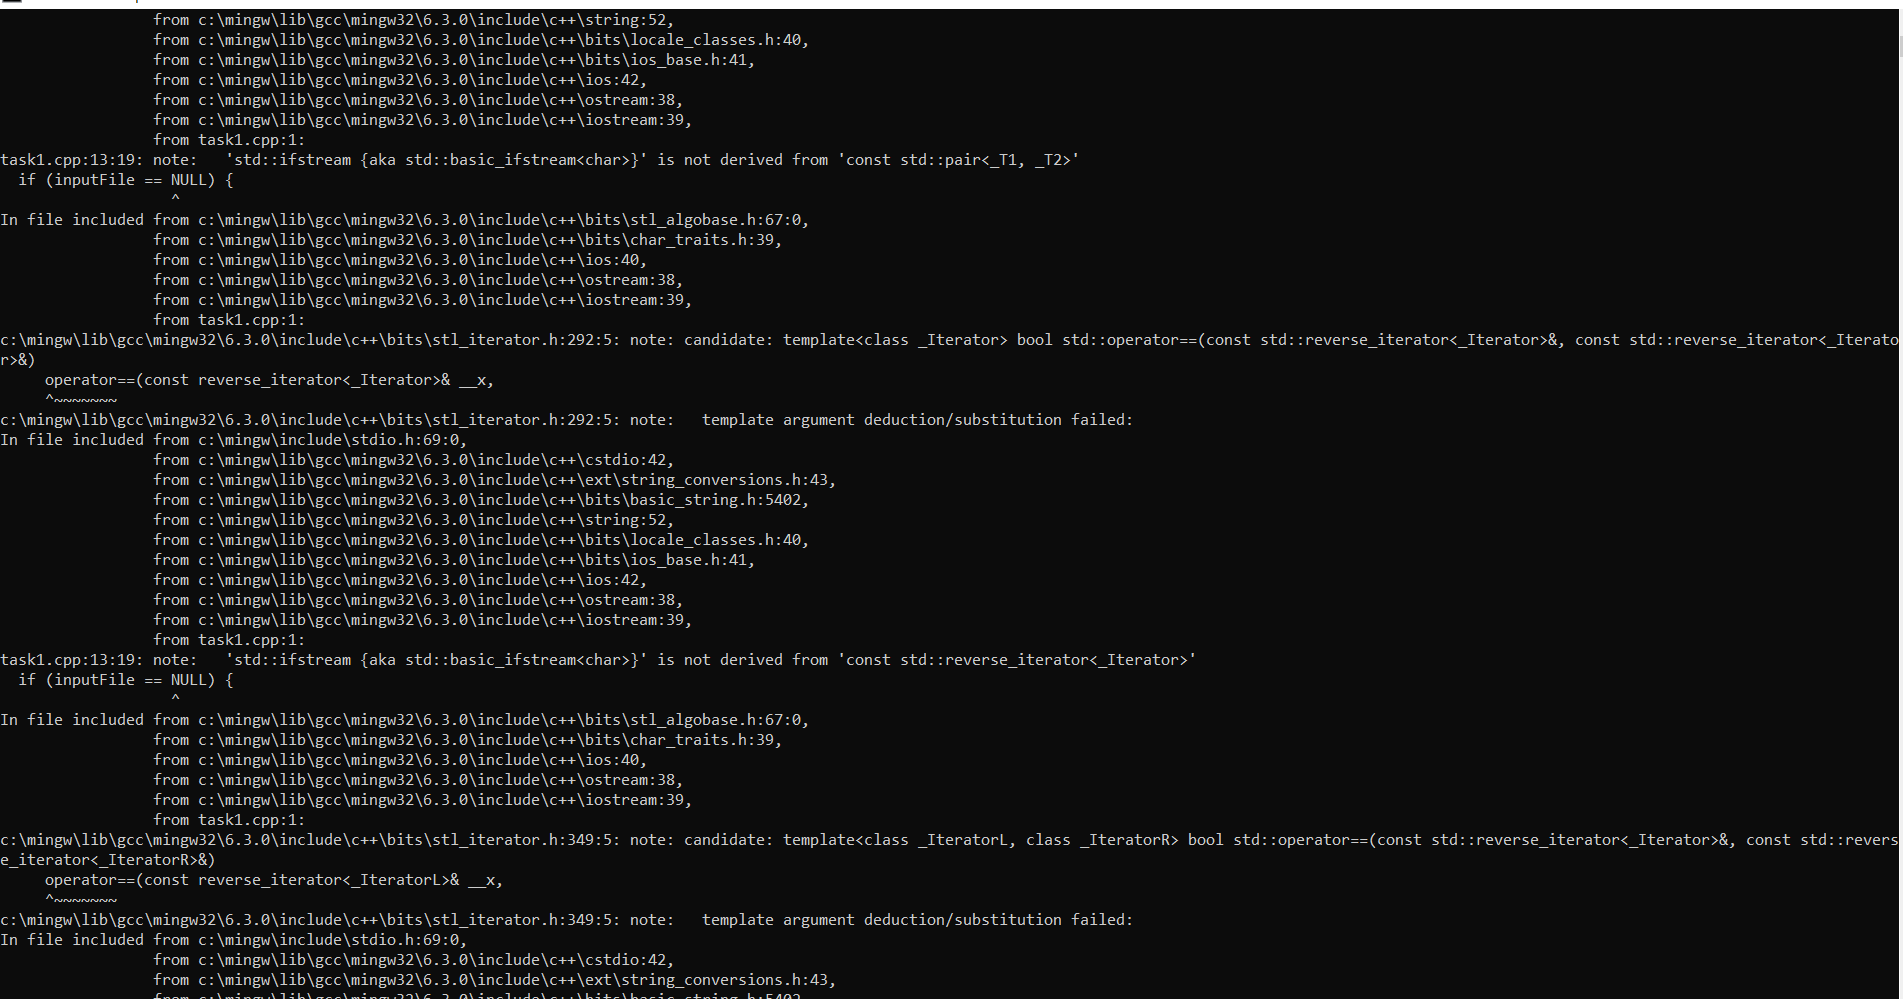 from c:\mingw\lib\gcc\mingw32\6.3.0\include\c++\string:52,
                 from c:\mingw\lib\gcc\mingw32\6.3.0\include\c++\bits\locale_classes.h:40,
                 from c:\mingw\lib\gcc\mingw32\6.3.0\include\c++\bits\ios_base.h:41,
                 from c:\mingw\lib\gcc\mingw32\6.3.0\include\c++\ios:42,
                 from c:\mingw\lib\gcc\mingw32\6.3.0\include\c++\ostream:38,
                 from c:\mingw\lib\gcc\mingw32\6.3.0\include\c++\iostream:39,
                 from task1.cpp:1:
task1.cpp:13:19: note:   'std::ifstream {aka std::basic_ifstream<char>}' is not derived from 'const std::pair<_T1, _T2>'
  if (inputFile == NULL) {
                   ^
In file included from c:\mingw\lib\gcc\mingw32\6.3.0\include\c++\bits\stl_algobase.h:67:0,
                 from c:\mingw\lib\gcc\mingw32\6.3.0\include\c++\bits\char_traits.h:39,
                 from c:\mingw\lib\gcc\mingw32\6.3.0\include\c++\ios:40,
                 from c:\mingw\lib\gcc\mingw32\6.3.0\include\c++\ostream:38,
                 from c:\mingw\lib\gcc\mingw32\6.3.0\include\c++\iostream:39,
                 from task1.cpp:1:
c:\mingw\lib\gcc\mingw32\6.3.0\include\c++\bits\stl_iterator.h:292:5: note: candidate: template<class _Iterator> bool std::operator==(const std::reverse_iterator<_Iterator>&, const std::reverse_iterator<_Iterato
r>&)
     operator==(const reverse_iterator<_Iterator>& __x,
     ^~~~~~~~
c:\mingw\lib\gcc\mingw32\6.3.0\include\c++\bits\stl_iterator.h:292:5: note:   template argument deduction/substitution failed:
In file included from c:\mingw\include\stdio.h:69:0,
                 from c:\mingw\lib\gcc\mingw32\6.3.0\include\c++\cstdio:42,
                 from c:\mingw\lib\gcc\mingw32\6.3.0\include\c++\ext\string_conversions.h:43,
                 from c:\mingw\lib\gcc\mingw32\6.3.0\include\c++\bits\basic_string.h:5402,
                 from c:\mingw\lib\gcc\mingw32\6.3.0\include\c++\string:52,
                 from c:\mingw\lib\gcc\mingw32\6.3.0\include\c++\bits\locale_classes.h:40,
                 from c:\mingw\lib\gcc\mingw32\6.3.0\include\c++\bits\ios_base.h:41,
                 from c:\mingw\lib\gcc\mingw32\6.3.0\include\c++\ios:42,
                 from c:\mingw\lib\gcc\mingw32\6.3.0\include\c++\ostream:38,
                 from c:\mingw\lib\gcc\mingw32\6.3.0\include\c++\iostream:39,
                 from task1.cpp:1:
task1.cpp:13:19: note:   'std::ifstream {aka std::basic_ifstream<char>}' is not derived from 'const std::reverse_iterator<_Iterator>'
  if (inputFile == NULL) {
                   ^
In file included from c:\mingw\lib\gcc\mingw32\6.3.0\include\c++\bits\stl_algobase.h:67:0,
                 from c:\mingw\lib\gcc\mingw32\6.3.0\include\c++\bits\char_traits.h:39,
                 from c:\mingw\lib\gcc\mingw32\6.3.0\include\c++\ios:40,
                 from c:\mingw\lib\gcc\mingw32\6.3.0\include\c++\ostream:38,
                 from c:\mingw\lib\gcc\mingw32\6.3.0\include\c++\iostream:39,
                 from task1.cpp:1:
c:\mingw\lib\gcc\mingw32\6.3.0\include\c++\bits\stl_iterator.h:349:5: note: candidate: template<class _IteratorL, class _IteratorR> bool std::operator==(const std::reverse_iterator<_Iterator>&, const std::revers
e_iterator<_IteratorR>&)
     operator==(const reverse_iterator<_IteratorL>& __x,
     ^~~~~~~~
c:\mingw\lib\gcc\mingw32\6.3.0\include\c++\bits\stl_iterator.h:349:5: note:   template argument deduction/substitution failed:
In file included from c:\mingw\include\stdio.h:69:0,
                 from c:\mingw\lib\gcc\mingw32\6.3.0\include\c++\cstdio:42,
                 from c:\mingw\lib\gcc\mingw32\6.3.0\include\c++\ext\string_conversions.h:43,
                 from c:\mingw\lib\gcc\mingw32\6.3.0\include\c++\bits\basic_string.h:5402